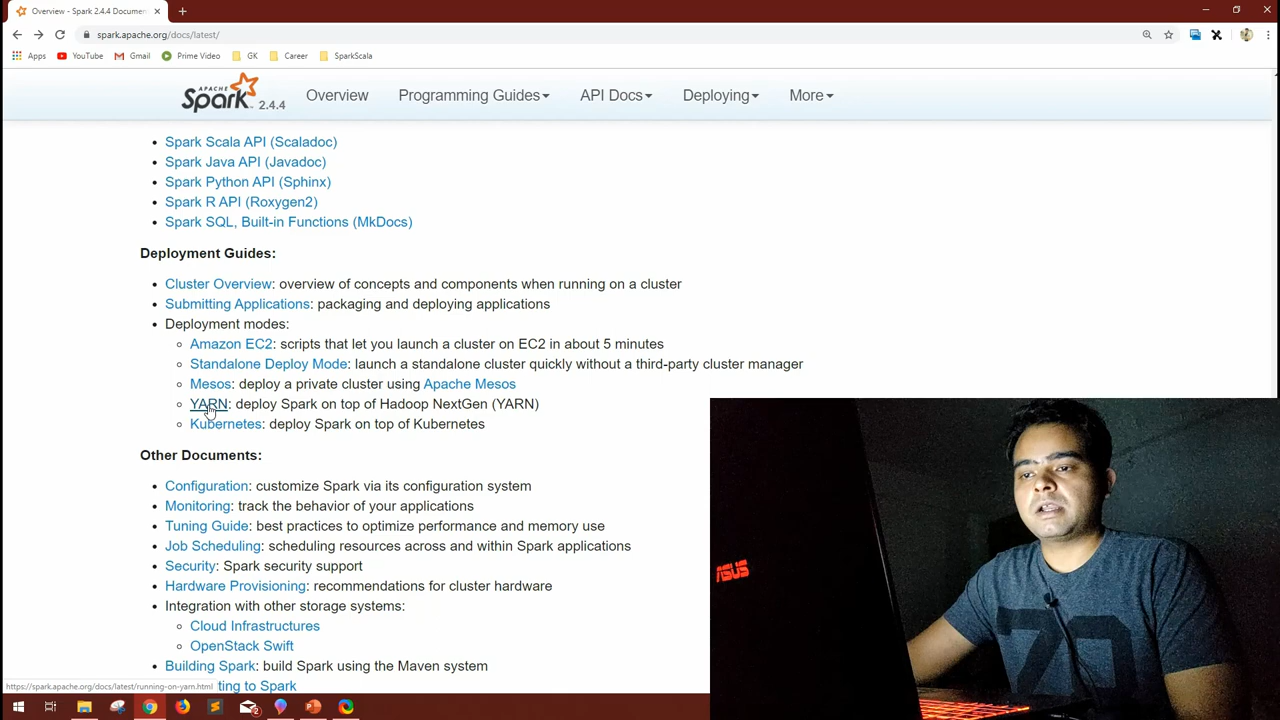 Overview - Spark 2.4.4 Documen
spark.apache.org/docs/latest/
Apps YouTube Gmail Prime Video GK Career SparkScala
APACHE Spark 2.4.4 Overview Programming Guides API Docs Deploying More
Spark Scala API (Scaladoc)
Spark Java API (Javadoc)
Spark Python API (Sphinx)
Spark R API (Roxygen2)
Spark SQL, Built-in Functions (MkDocs)
Deployment Guides:
Cluster Overview: overview of concepts and components when running on a cluster
Submitting Applications: packaging and deploying applications
Deployment modes:
Amazon EC2: scripts that let you launch a cluster on EC2 in about 5 minutes
Standalone Deploy Mode: launch a standalone cluster quickly without a third-party cluster manager
Mesos: deploy a private cluster using Apache Mesos
YARN: deploy Spark on top of Hadoop NextGen (YARN)
Kubernetes: deploy Spark on top of Kubernetes
Other Documents:
Configuration: customize Spark via its configuration system
Monitoring: track the behavior of your applications
Tuning Guide: best practices to optimize performance and memory use
Job Scheduling: scheduling resources across and within Spark applications
Security: Spark security support
Hardware Provisioning: recommendations for cluster hardware
Integration with other storage systems:
Cloud Infrastructures
OpenStack Swift
Building Spark: build Spark using the Maven system
ting to Spark
https://spark.apache.org/docs/latest/running-on-yarn.html
2
ASUS
70